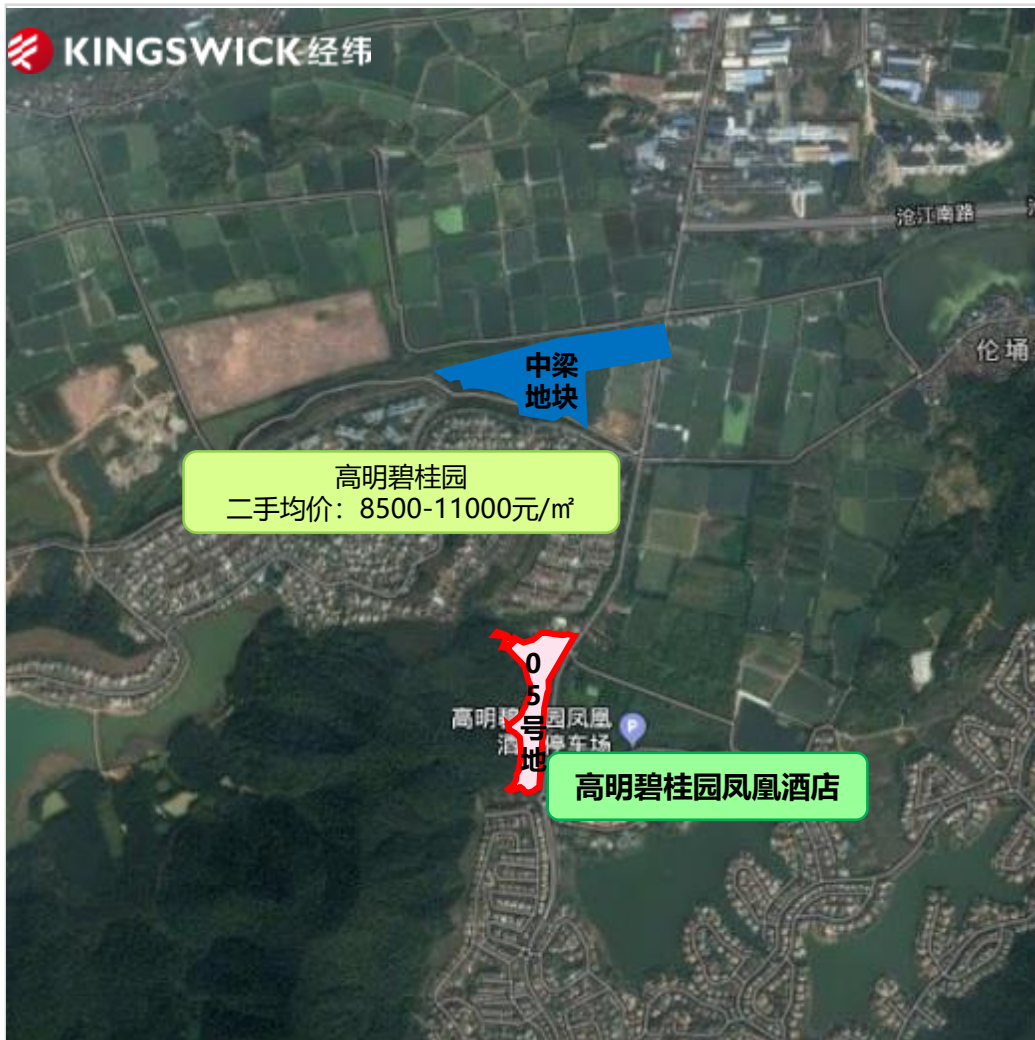 KINGSWICK经纬
沧江南路
伦埇
中梁
地块
高明碧桂园
二手均价：8500-11000元/㎡
05号地
高明碧 园凤凰
酒 停车场
P
高明碧桂园凤凰酒店